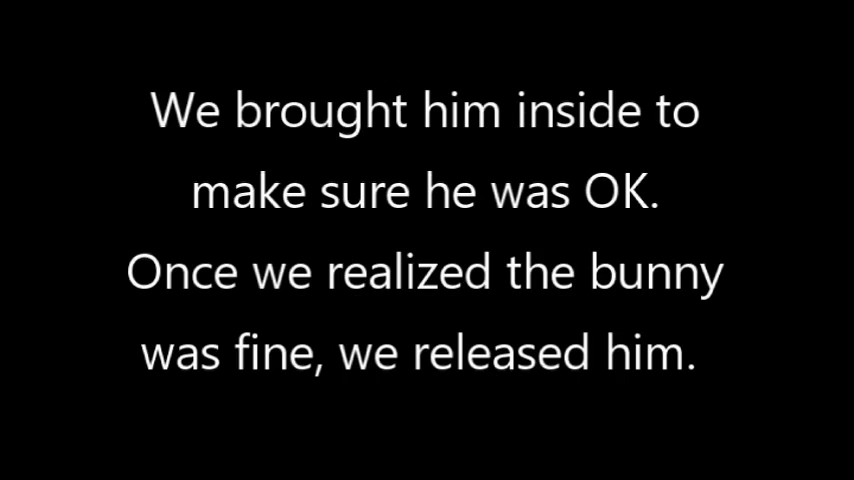 We brought him inside to
make sure he was OK.
Once we realized the bunny
was fine, we released him.